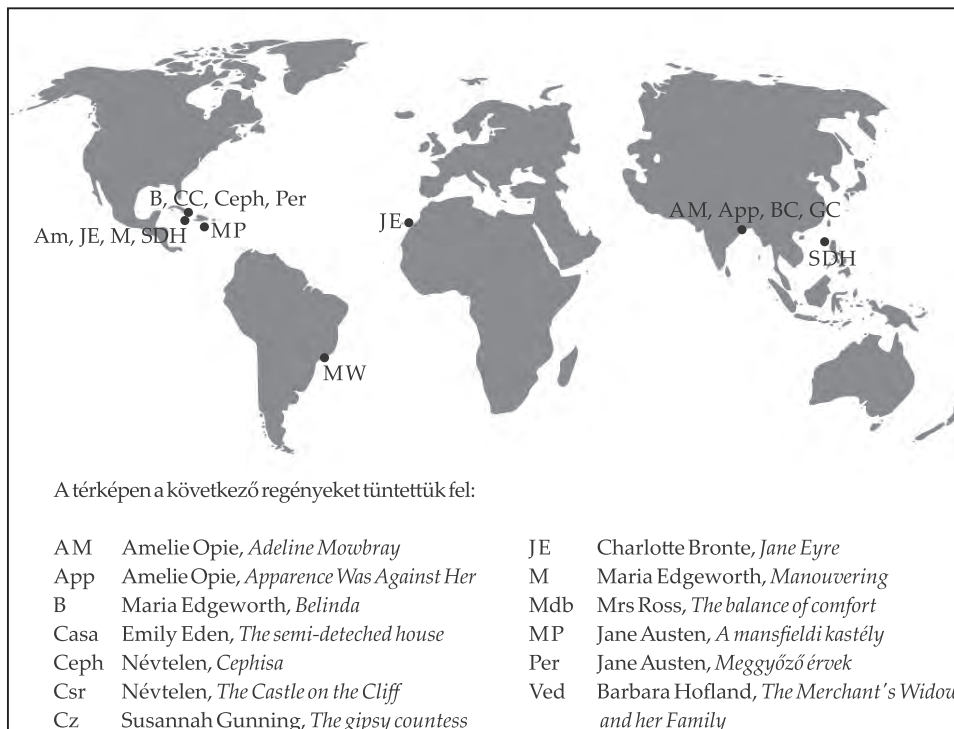 B, CC, Ceph, Per
Am, JE, M, SDH
MP
JE
AM, App, BC, GC
SDH
MW
A térképen a következő regényeket tüntettük fel:
AM Amelie Opie, Adeline Mowbray
App Amelie Opie, Apparence Was Against Her
B Maria Edgeworth, Belinda
Casa Emily Eden, The semi-deteched house
Ceph Névtelen, Cephisa
Csr Névtelen, The Castle on the Cliff
Cz Susannah Gunning, The gipsy countess
JE Charlotte Bronte, Jane Eyre
M Maria Edgeworth, Manouvering
Mdb Mrs Ross, The balance of comfort
MP Jane Austen, A mansfieldi kastély
Per Jane Austen, Meggyőző érvek
Ved Barbara Hofland, The Merchant's Widow
and her Family